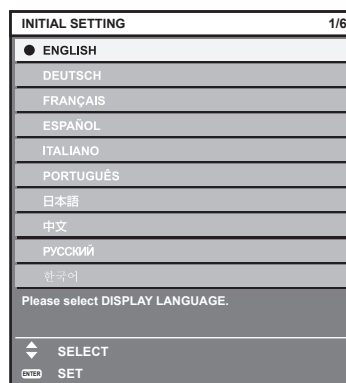 INITIAL SETTING 1/6
ENGLISH
DEUTSCH
FRANÇAIS
ESPAÑOL
ITALIANO
PORTUGUÊS
日本語
中文
РУССКИЙ
한국어
Please select DISPLAY LANGUAGE.
SELECT
ENTER SET